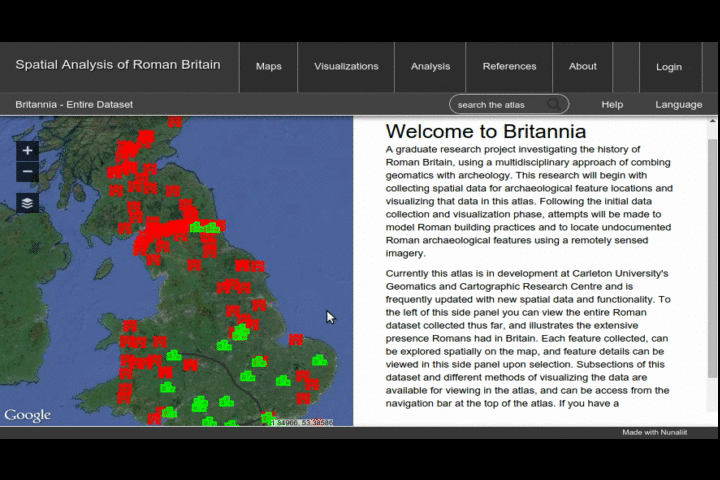 Spatial Analysis of Roman Britain
Maps
Visualizations
Analysis
References
About
Login
Britannia - Entire Dataset
search the atlas
Help
Language
+
−
Welcome to Britannia
A graduate research project investigating the history of
Roman Britain, using a multidisciplinary approach of combing
geomatics with archeology. This research will begin with
collecting spatial data for archaeological feature locations and
visualizing that data in this atlas. Following the initial data
collection and visualization phase, attempts will be made to
model Roman building practices and to locate undocumented
Roman archaeological features using a remotely sensed
imagery.
Currently this atlas is in development at Carleton University's
Geomatics and Cartographic Research Centre and is
frequently updated with new spatial data and functionality. To
the left of this side panel you can view the entire Roman
dataset collected thus far, and illustrates the extensive
presence Romans had in Britain. Each feature collected, can
be explored spatially on the map, and feature details can be
viewed in this side panel upon selection. Subsections of this
dataset and different methods of visualizing the data are
available for viewing in the atlas, and can be access from the
navigation bar at the top of the atlas. If you have a
Google
Made with Nunaliit